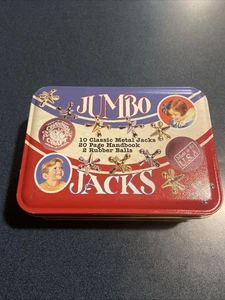 JUMBO
10 Classic Metal Jacks
20 Page Handbook
2 Rubber Balls
JACKS